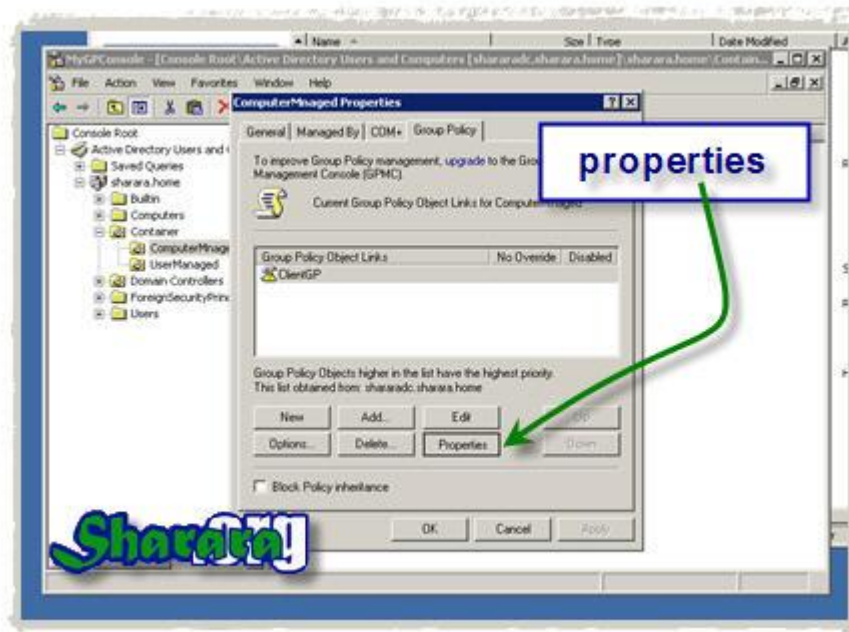 Name
Size
Type
Date Modified
MyGPConsole - [Console Root\Active Directory Users and Computers [shararadc.sharara.home]\sharara.home\Contain...
File Action View Favorites Window Help
ComputerMnaged Properties
General
Managed By
COM+
Group Policy
To improve Group Policy management, upgrade to the Gro
Management Console (GPMC).
Current Group Policy Object Links for Computer
aged
Group Policy Object Links
No Override
Disabled
ClientGP
Group Policy Objects higher in the list have the highest priority.
This list obtained from: shararadc.sharara.home
New
Add...
Edit
Up
Options...
Delete...
Properties
Down
Block Policy inheritance
OK
Cancel
Apply
Console Root
Active Directory Users and
Saved Queries
sharara.home
Builtin
Computers
Container
ComputerMnage
UserManaged
Domain Controllers
ForeignSecurityPrin
Users
properties
Sharara
org